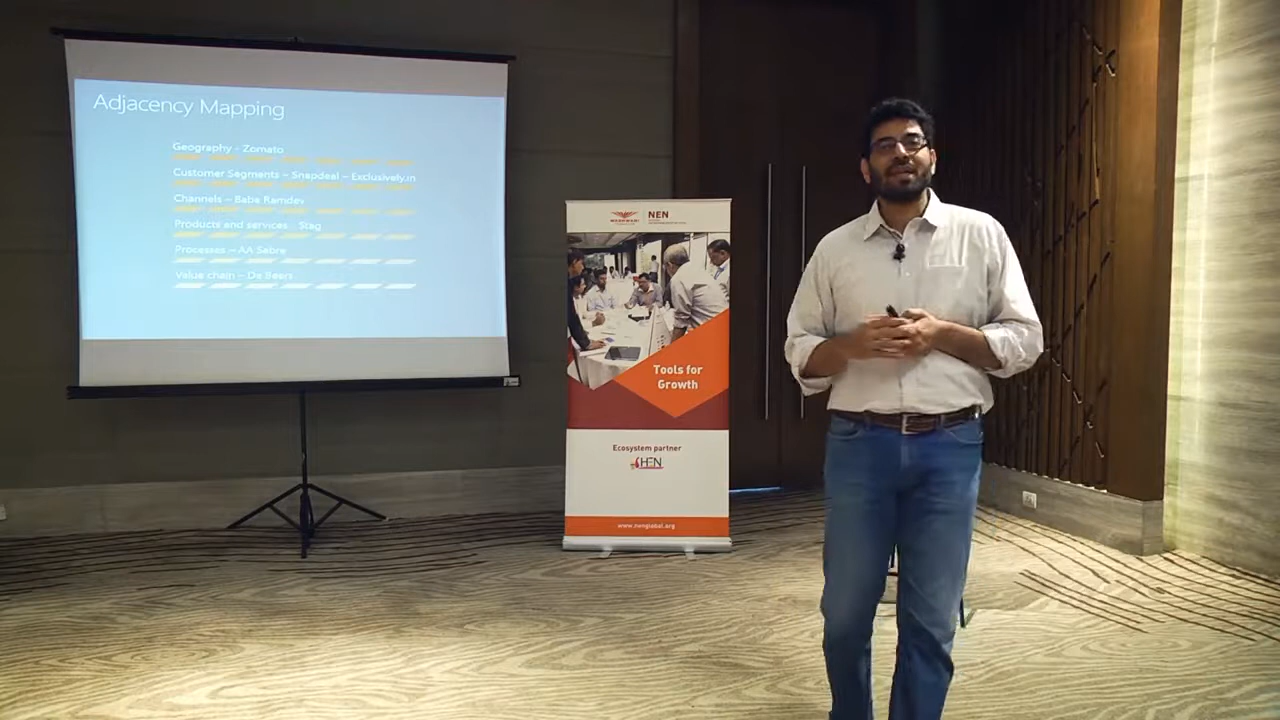 Adjacency Mapping
Geography - Zomato
Customer Segments – Snapdeal – Exclusively.in
Channels – Baba Ramdev
Products and services - Stag
Processes – AA Sabre
Value chain – De Beers
NEN
Tools for
Growth
Ecosystem partner
HEN
www.nenglobal.org